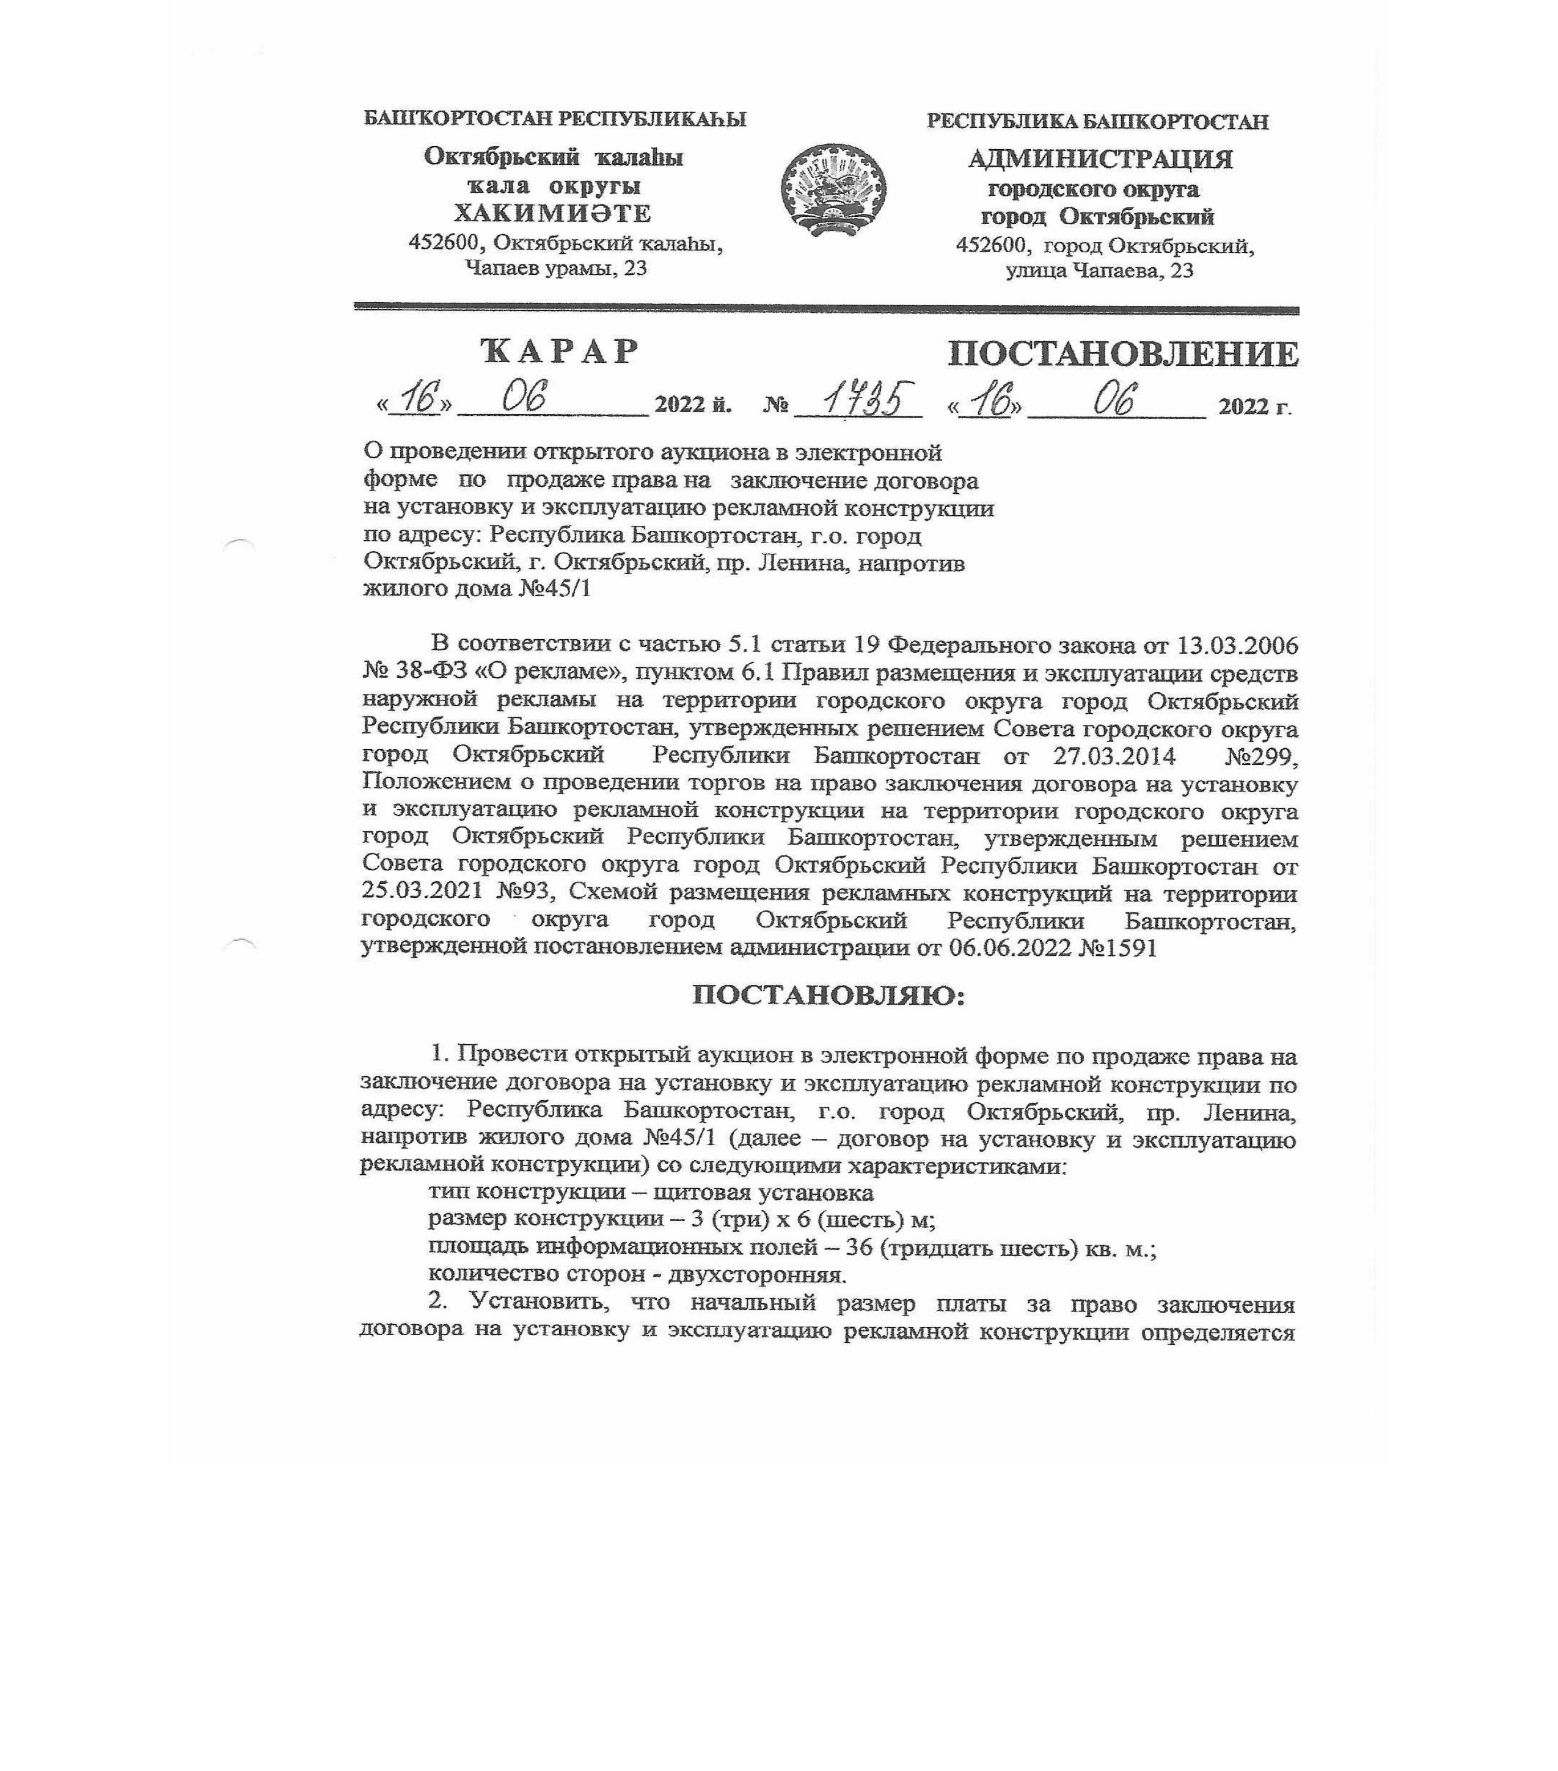 БАШҠОРТОСТАН РЕСПУБЛИКАҺЫ
Октябрьский ҡалаһы
ҡала округы
ХАКИМИӘТЕ
452600, Октябрьский ҡалаһы,
Чапаев урамы, 23
РЕСПУБЛИКА БАШКОРТОСТАН
АДМИНИСТРАЦИЯ
городского округа
город Октябрьский
452600, город Октябрьский,
улица Чапаева, 23
ҠАРАР
ПОСТАНОВЛЕНИЕ
«16» 06 2022 й. № 1735 «16» 06 2022 г.
О проведении открытого аукциона в электронной
форме по продаже права на заключение договора
на установку и эксплуатацию рекламной конструкции
по адресу: Республика Башкортостан, г.о. город
Октябрьский, г. Октябрьский, пр. Ленина, напротив
жилого дома №45/1
В соответствии с частью 5.1 статьи 19 Федерального закона от 13.03.2006
№ 38-ФЗ «О рекламе», пунктом 6.1 Правил размещения и эксплуатации средств
наружной рекламы на территории городского округа город Октябрьский
Республики Башкортостан, утвержденных решением Совета городского округа
город Октябрьский Республики Башкортостан от 27.03.2014 №299,
Положением о проведении торгов на право заключения договора на установку
и эксплуатацию рекламной конструкции на территории городского округа
город Октябрьский Республики Башкортостан, утвержденным решением
Совета городского округа город Октябрьский Республики Башкортостан от
25.03.2021 №93, Схемой размещения рекламных конструкций на территории
городского округа город Октябрьский Республики Башкортостан,
утвержденной постановлением администрации от 06.06.2022 №1591
ПОСТАНОВЛЯЮ:
1. Провести открытый аукцион в электронной форме по продаже права на
заключение договора на установку и эксплуатацию рекламной конструкции по
адресу: Республика Башкортостан, г.о. город Октябрьский, пр. Ленина,
напротив жилого дома №45/1 (далее – договор на установку и эксплуатацию
рекламной конструкции) со следующими характеристиками:
тип конструкции – щитовая установка
размер конструкции – 3 (три) х 6 (шесть) м;
площадь информационных полей – 36 (тридцать шесть) кв. м.;
количество сторон - двухсторонняя.
2. Установить, что начальный размер платы за право заключения
договора на установку и эксплуатацию рекламной конструкции определяется